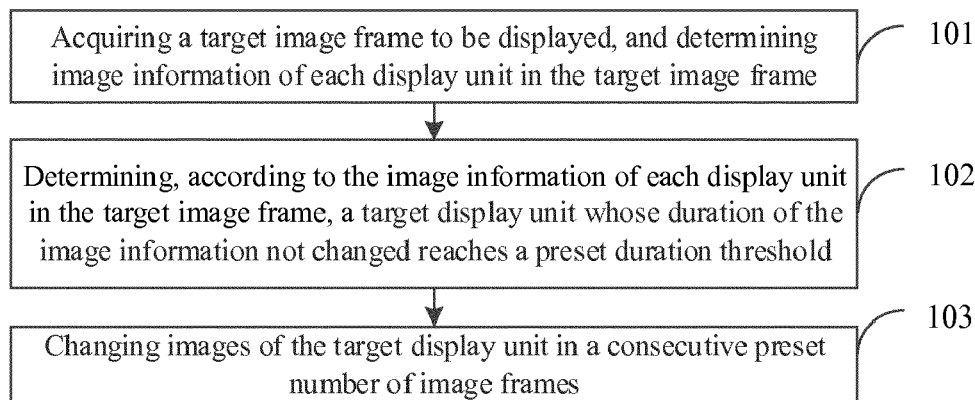 Acquiring a target image frame to be displayed, and determining
image information of each display unit in the target image frame
101
Determining, according to the image information of each display unit
in the target image frame, a target display unit whose duration of the
image information not changed reaches a preset duration threshold
102
Changing images of the target display unit in a consecutive preset
number of image frames
103